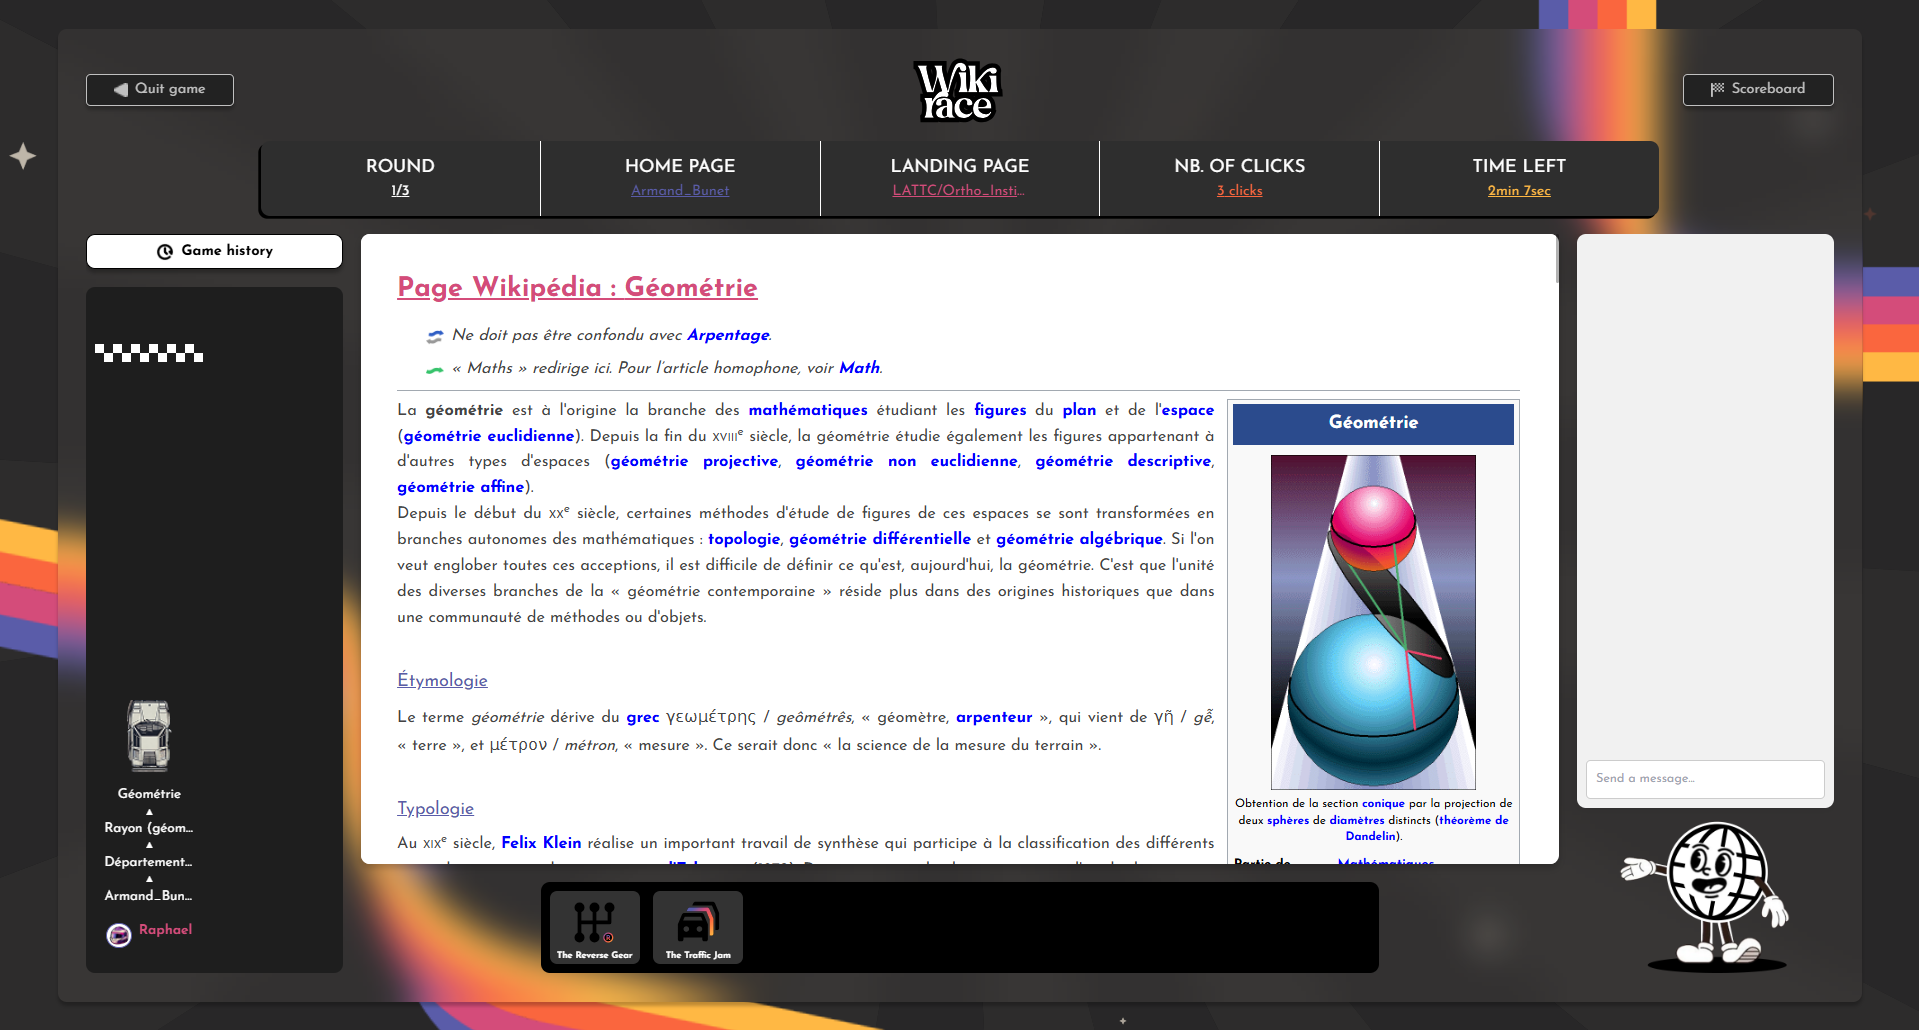 Quit game
Wiki
race
Scoreboard
ROUND
1/3
HOME PAGE
Armand_Bunet
LANDING PAGE
LATTC/Ortho_Insti...
NB. OF CLICKS
3 clicks
TIME LEFT
2min 7sec
Game history
Géométrie
Rayon (géom...
Département...
Armand_Bun...
Raphael
Page Wikipédia : Géométrie
Ne doit pas être confondu avec Arpentage.
« Maths » redirige ici. Pour l'article homophone, voir Math.
La géométrie est à l'origine la branche des mathématiques étudiant les figures du plan et de l'espace
(géométrie euclidienne). Depuis la fin du XVIIIe siècle, la géométrie étudie également les figures appartenant à
d'autres types d'espaces (géométrie projective, géométrie non euclidienne, géométrie descriptive,
géométrie affine).
Depuis le début du XXe siècle, certaines méthodes d'étude de figures de ces espaces se sont transformées en
branches autonomes des mathématiques : topologie, géométrie différentielle et géométrie algébrique. Si l'on
veut englober toutes ces acceptions, il est difficile de définir ce qu'est, aujourd'hui, la géométrie. C'est que l'unité
des diverses branches de la « géométrie contemporaine » réside plus dans des origines historiques que dans
une communauté de méthodes ou d'objets.
Étymologie
Le terme géométrie dérive du grec γεωμέτρης / geômétrês, « géomètre, arpenteur », qui vient de γῆ / gễ,
« terre », et μέτρον / métron, « mesure ». Ce serait donc « la science de la mesure du terrain ».
Typologie
Au XIXe siècle, Felix Klein réalise un important travail de synthèse qui participe à la classification des différents
Géométrie
Obtention de la section conique par la projection de
deux sphères de diamètres distincts (théorème de
Dandelin).
Partie de Mathématiques
Send a message...
The Reverse Gear
The Traffic Jam